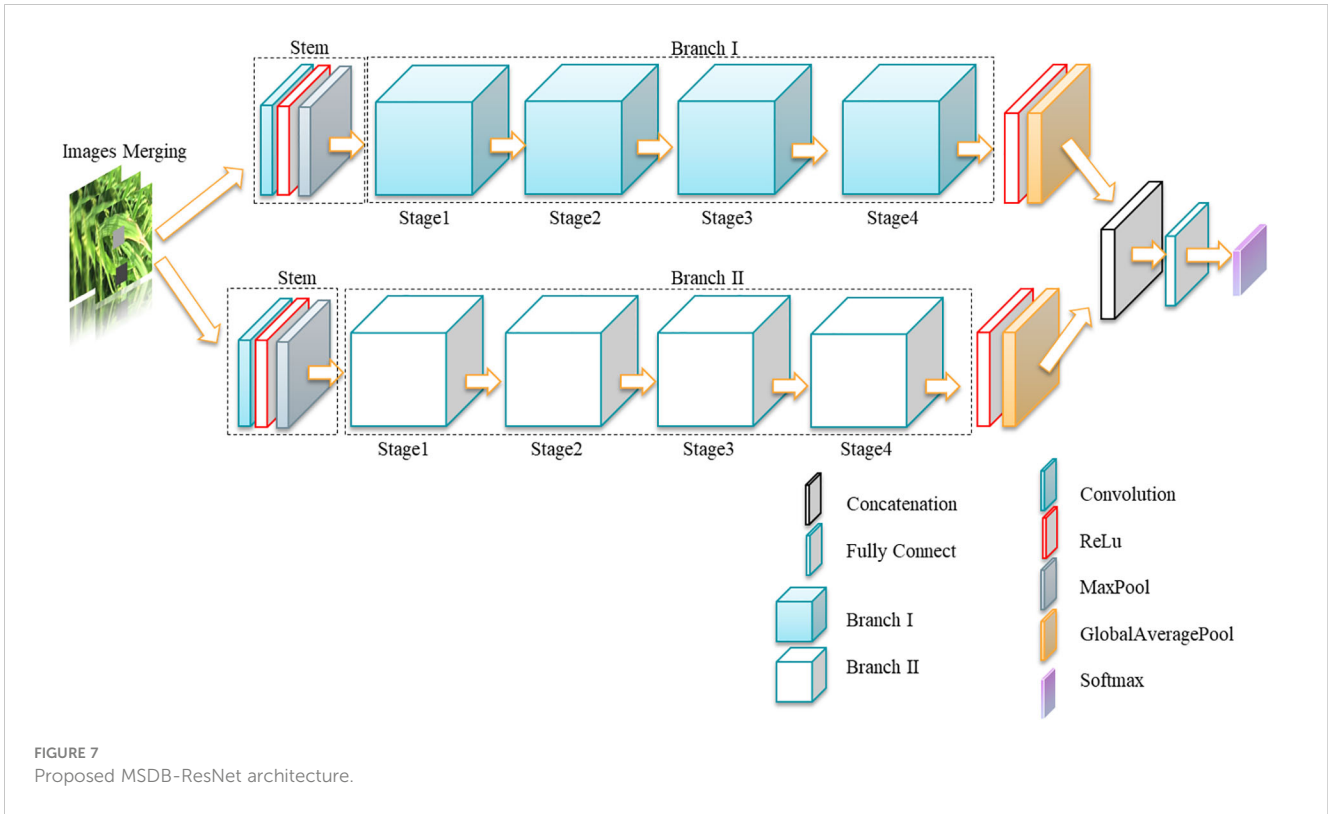 Stem
Branch I
Images Merging
Stage1
Stage2
Stage3
Stage4
Stem
Branch II
Stage1
Stage2
Stage3
Stage4
Concatenation
Fully Connect
Branch I
Branch II
Convolution
ReLu
MaxPool
GlobalAveragePool
Softmax
FIGURE 7
Proposed MSDB-ResNet architecture.